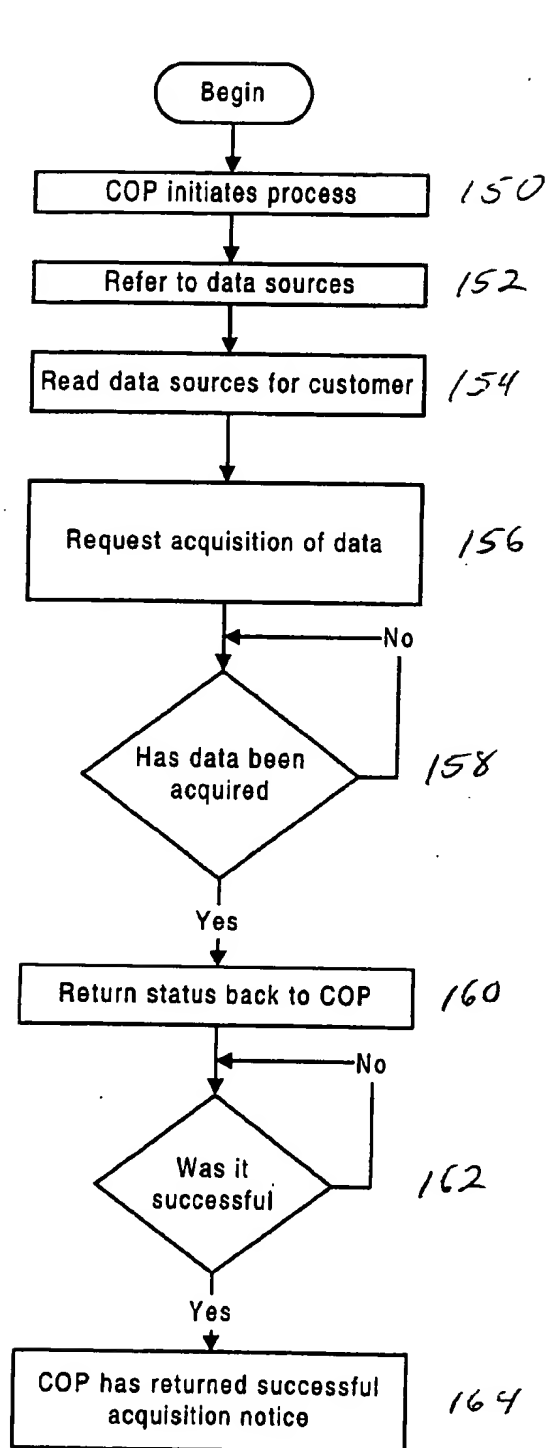 Begin
COP initiates process 150
Refer to data sources 152
Read data sources for customer 154
Request acquisition of data 156
No
Has data been
acquired
158
Yes
Return status back to COP 160
No
Was it
successful
162
Yes
COP has returned successful
acquisition notice
164